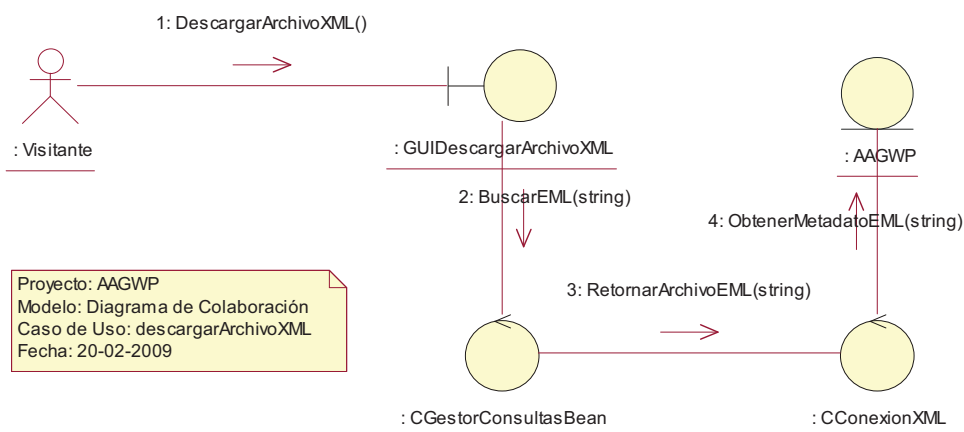 1: DescargarArchivoXML()
: Visitante
: GUIDescargarArchivoXML
: AAGWP
2: BuscarEML(string)
4: ObtenerMetadatoEML(string)
Proyecto: AAGWP
Modelo: Diagrama de Colaboración
Caso de Uso: descargarArchivoXML
Fecha: 20-02-2009
3: RetornarArchivoEML(string)
: CGestorConsultasBean
: CConexionXML